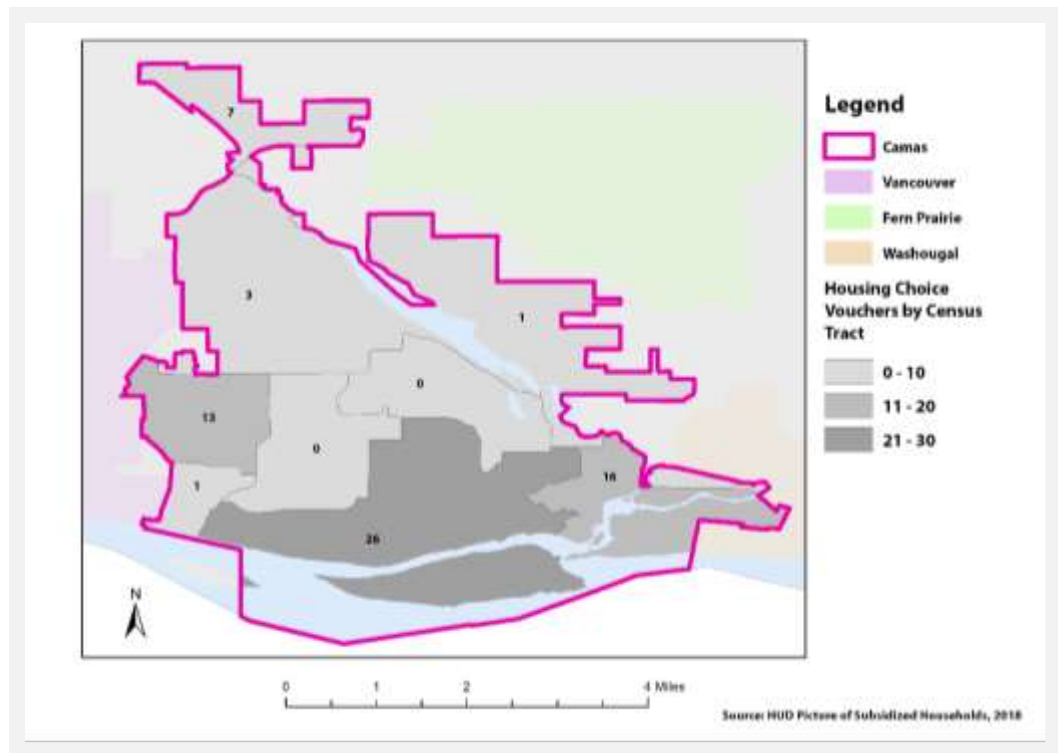 7
3
1
0
13
0
1
16
26
N
0 1 2 4 Miles
Legend
Camas
Vancouver
Fern Prairie
Washougal
Housing Choice
Vouchers by Census
Tract
0 - 10
11 - 20
21 - 30
Source: HUD Picture of Subsidized Households, 2018